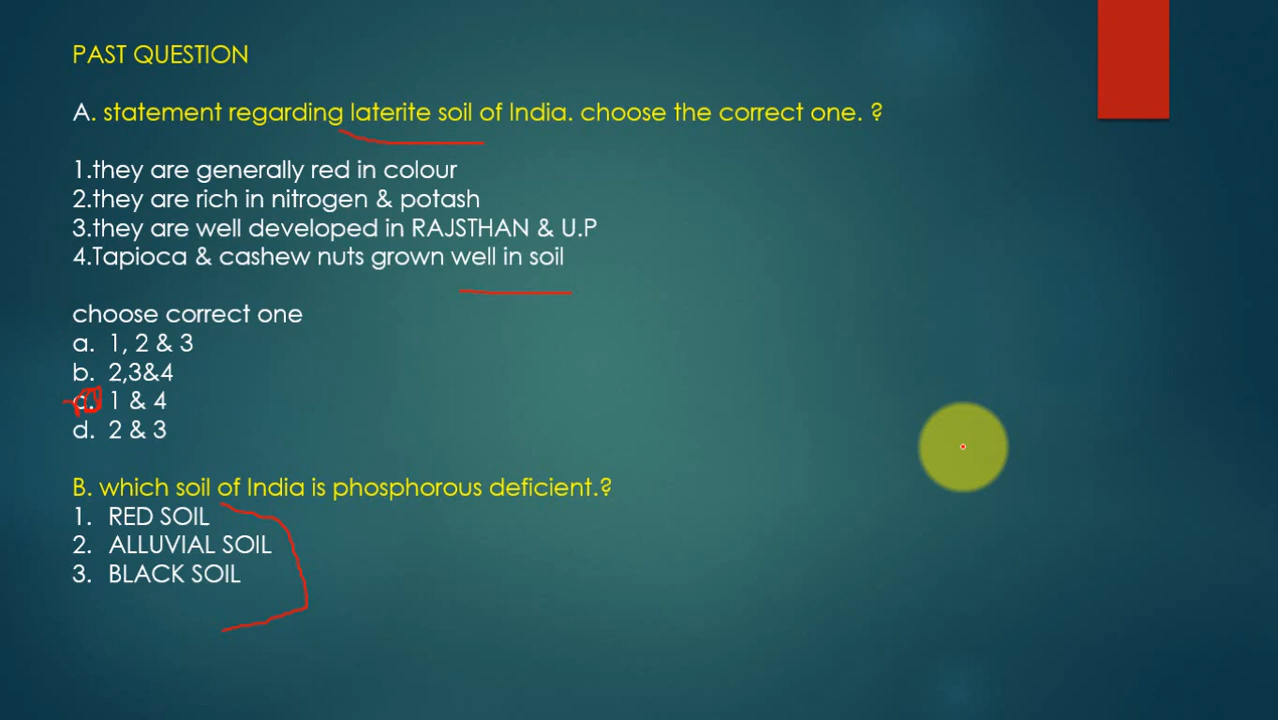 PAST QUESTION
A. statement regarding laterite soil of India. choose the correct one. ?
1.they are generally red in colour
2.they are rich in nitrogen & potash
3.they are well developed in RAJSTHAN & U.P
4.Tapioca & cashew nuts grown well in soil
choose correct one
a. 1, 2 & 3
b. 2,3&4
c. 1 & 4
d. 2 & 3
B. which soil of India is phosphorous deficient.?
1. RED SOIL
2. ALLUVIAL SOIL
3. BLACK SOIL